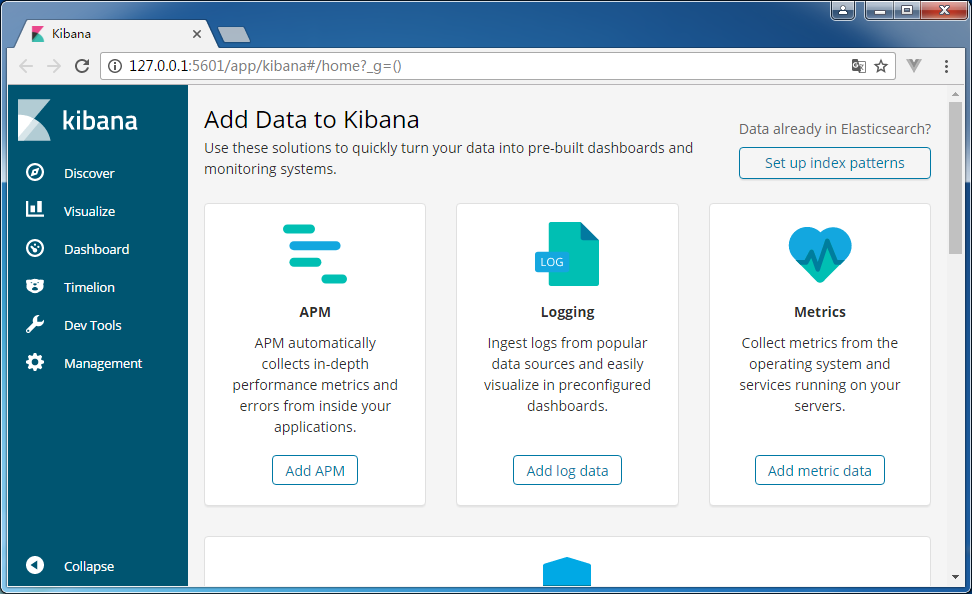 Kibana
127.0.0.1:5601/app/kibana#/home?_g=()
kibana
Discover
Visualize
Dashboard
Timelion
Dev Tools
Management
Collapse
Add Data to Kibana
Use these solutions to quickly turn your data into pre-built dashboards and
monitoring systems.
Data already in Elasticsearch?
Set up index patterns
APM
APM automatically
collects in-depth
performance metrics and
errors from inside your
applications.
Add APM
LOG
Logging
Ingest logs from popular
data sources and easily
visualize in preconfigured
dashboards.
Add log data
Metrics
Collect metrics from the
operating system and
services running on your
servers.
Add metric data